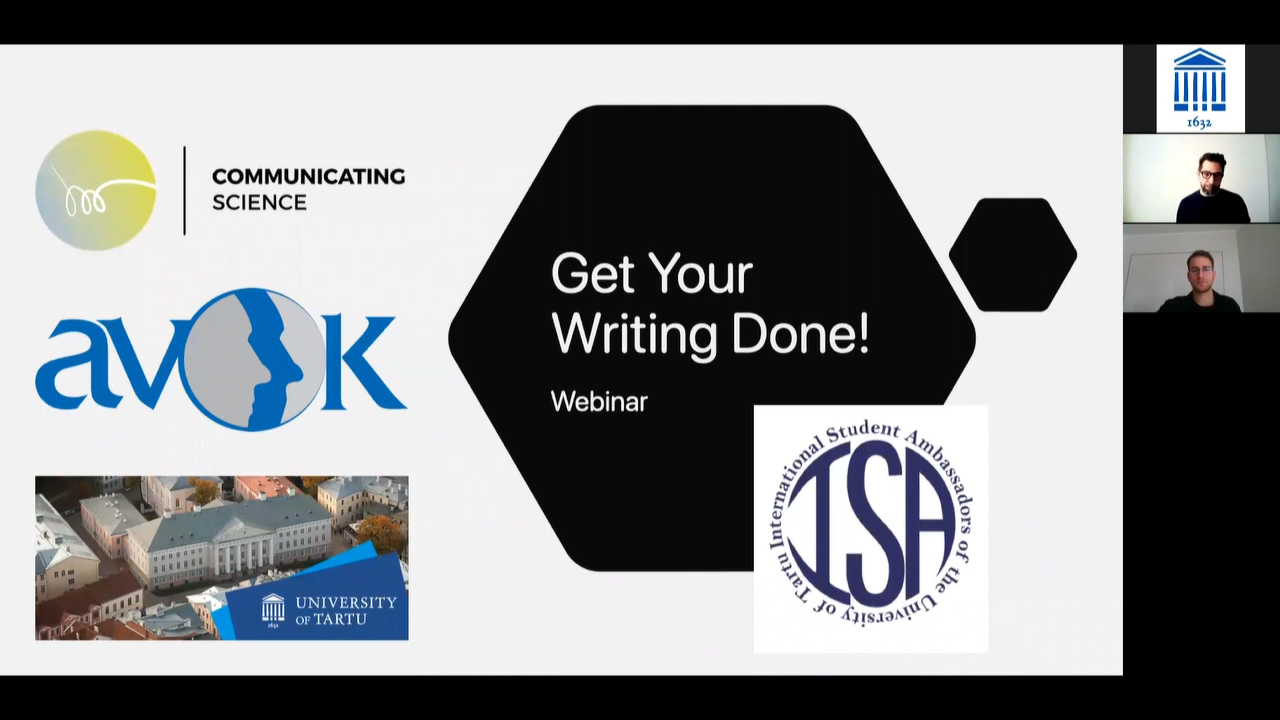 COMMUNICATING
SCIENCE
avok
UNIVERSITY
OF TARTU
1632
Get Your
Writing Done!
Webinar
International Student Ambassadors of the University of Tartu
ISA
1632